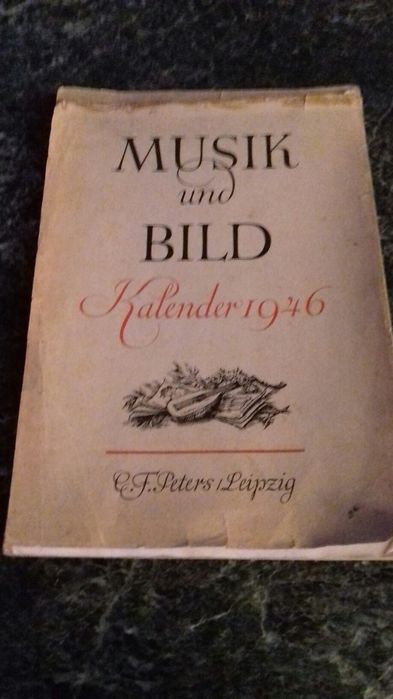 MUSIK
und
BILD
Kalender 1946
C.F. Peters / Leipzig